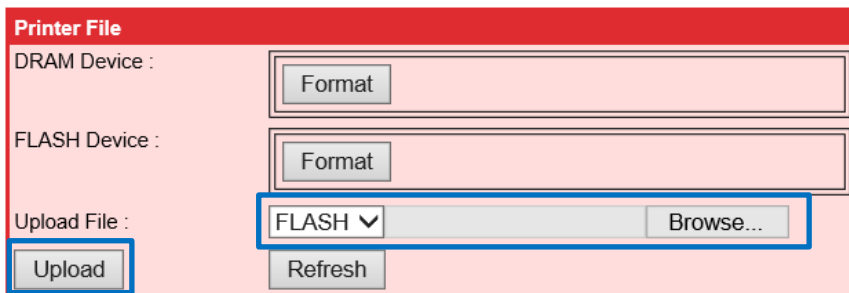 Printer File
DRAM Device :
Format
FLASH Device :
Format
Upload File : FLASH Browse...
Upload Refresh